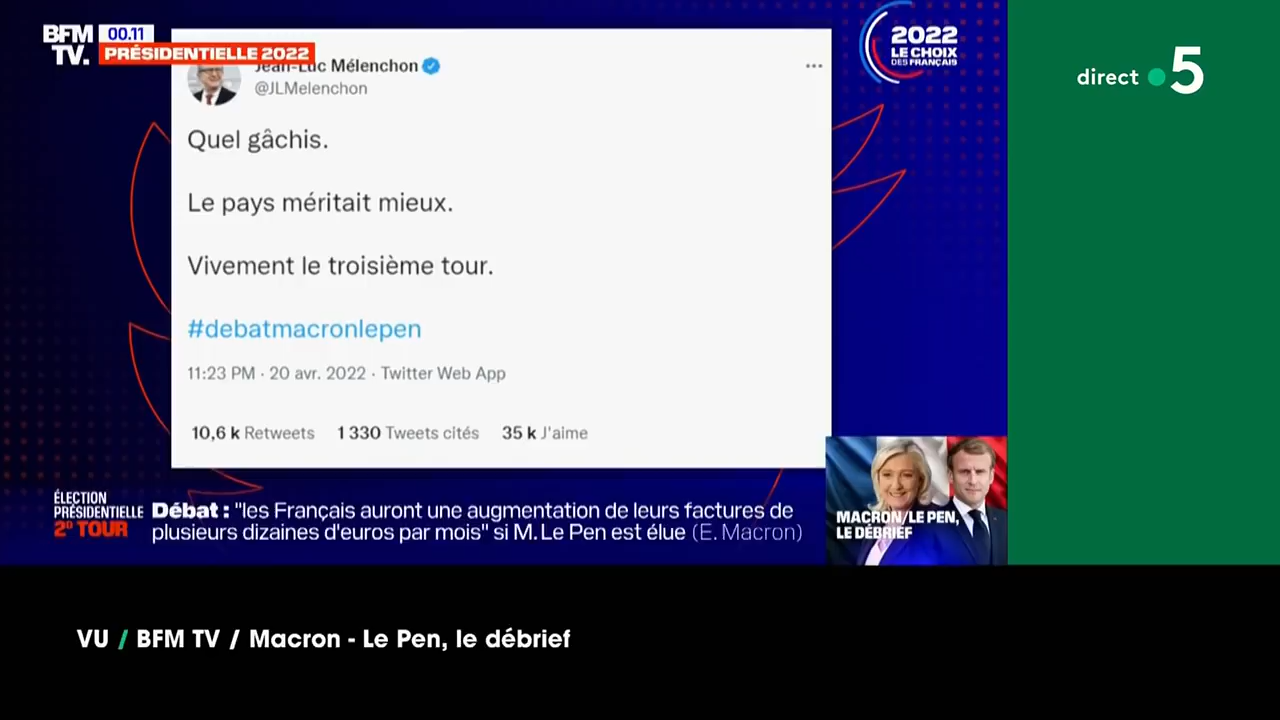 BFM
TV.
00.11
PRÉSIDENTIELLE 2022
Jean-Luc Mélenchon
@JLMelenchon
2022
LE CHOIX
DES FRANÇAIS
direct 5
Quel gâchis.
Le pays méritait mieux.
Vivement le troisième tour.
#debatmacronlepen
11:23 PM · 20 avr. 2022 · Twitter Web App
10,6 k Retweets 1 330 Tweets cités 35 k J'aime
ÉLECTION
PRÉSIDENTIELLE
2D TOUR
Débat : "les Français auront une augmentation de leurs factures de
plusieurs dizaines d'euros par mois" si M. Le Pen est élue (E. Macron)
MACRON/LE PEN,
LE DÉBRIEF
VU / BFM TV / Macron - Le Pen, le débrief